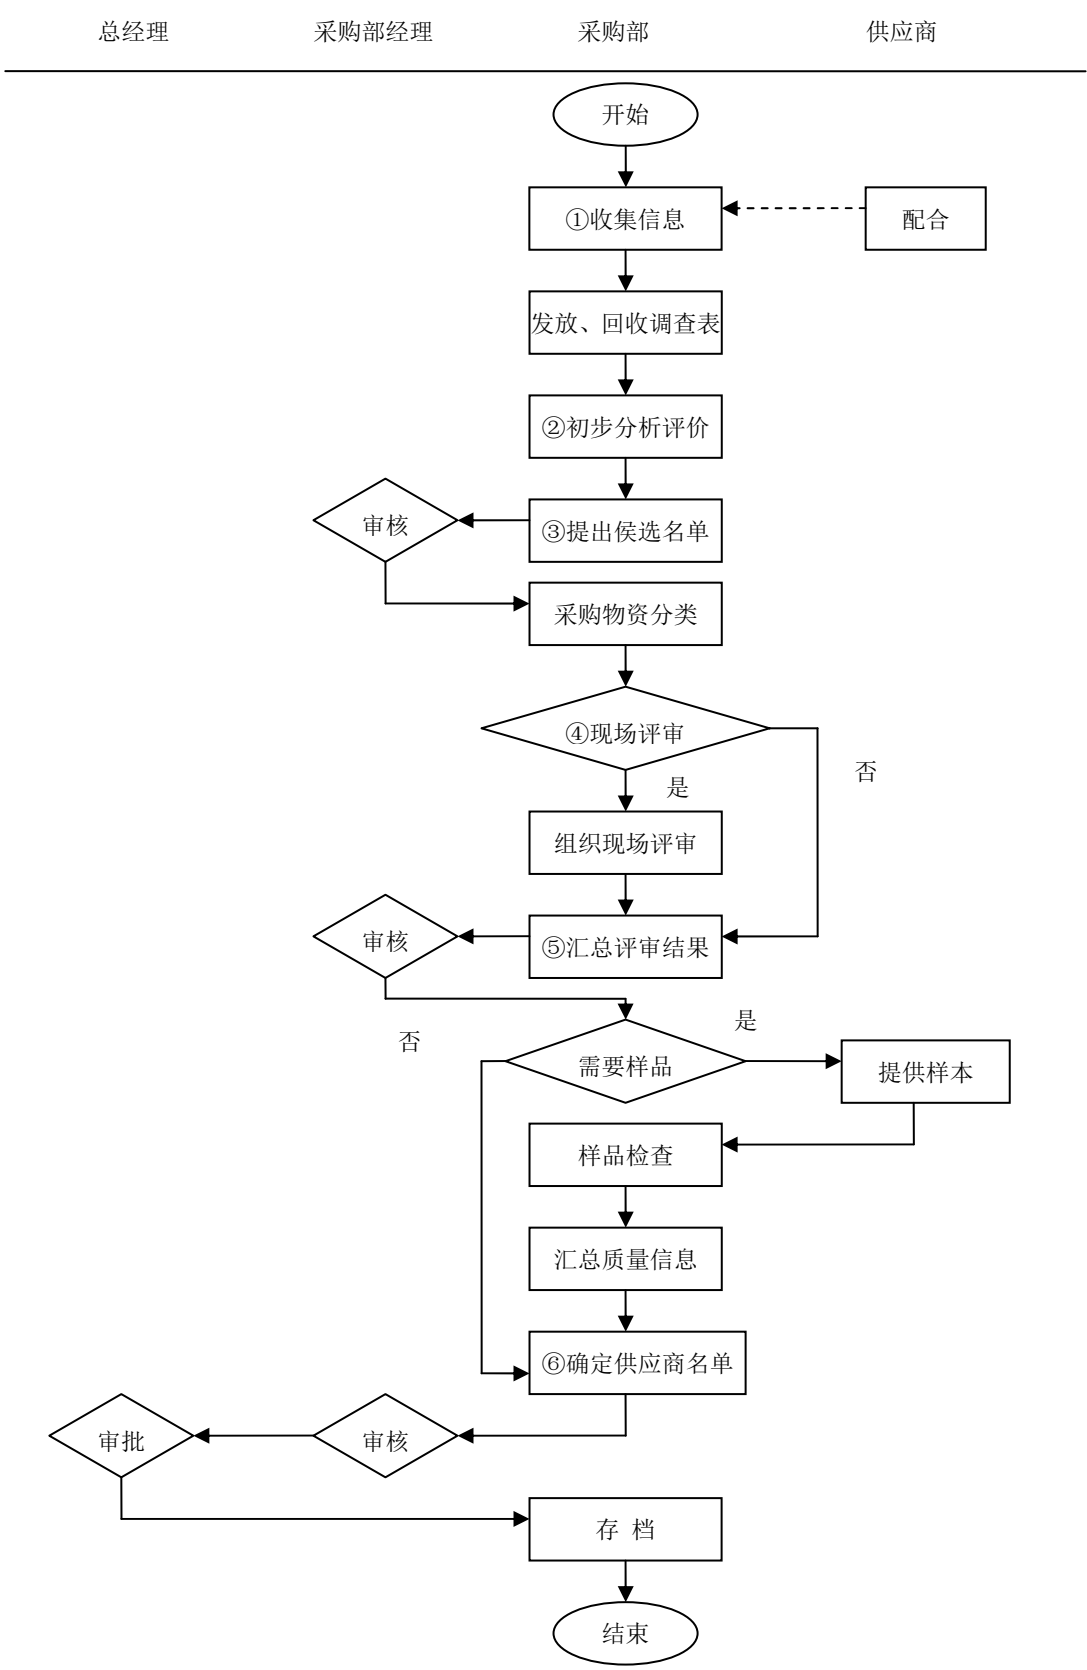 总经理
采购部经理
采购部
供应商
开始
①收集信息
配合
发放、回收调查表
②初步分析评价
审核
③提出侯选名单
采购物资分类
④现场评审
否
是
组织现场评审
审核
⑤汇总评审结果
是
否
需要样品
提供样本
样品检查
汇总质量信息
⑥确定供应商名单
审批
审核
存 档
结束